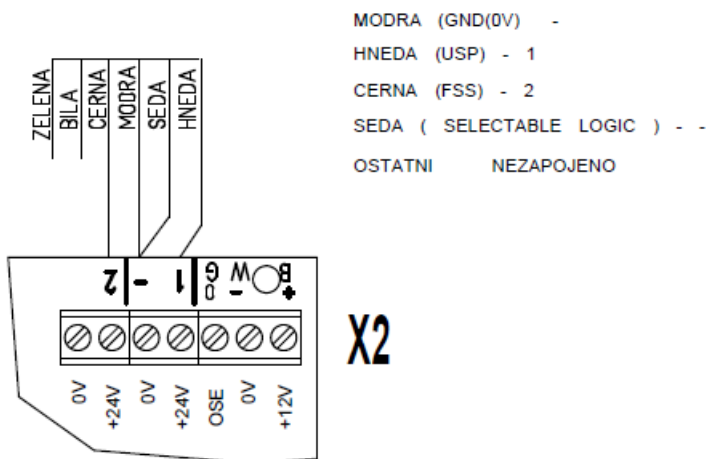 MODRA (GND(0V) -
HNEDA (USP) - 1
CERNA (FSS) - 2
SEDA ( SELECTABLE LOGIC ) - -
OSTATNI NEZAPOJENO
ZELENA
BILA
CERNA
MODRA
SEDA
HNEDA
2 - 1 G W B
0 - +
X2
0V
+24V
0V
+24V
OSE
0V
+12V